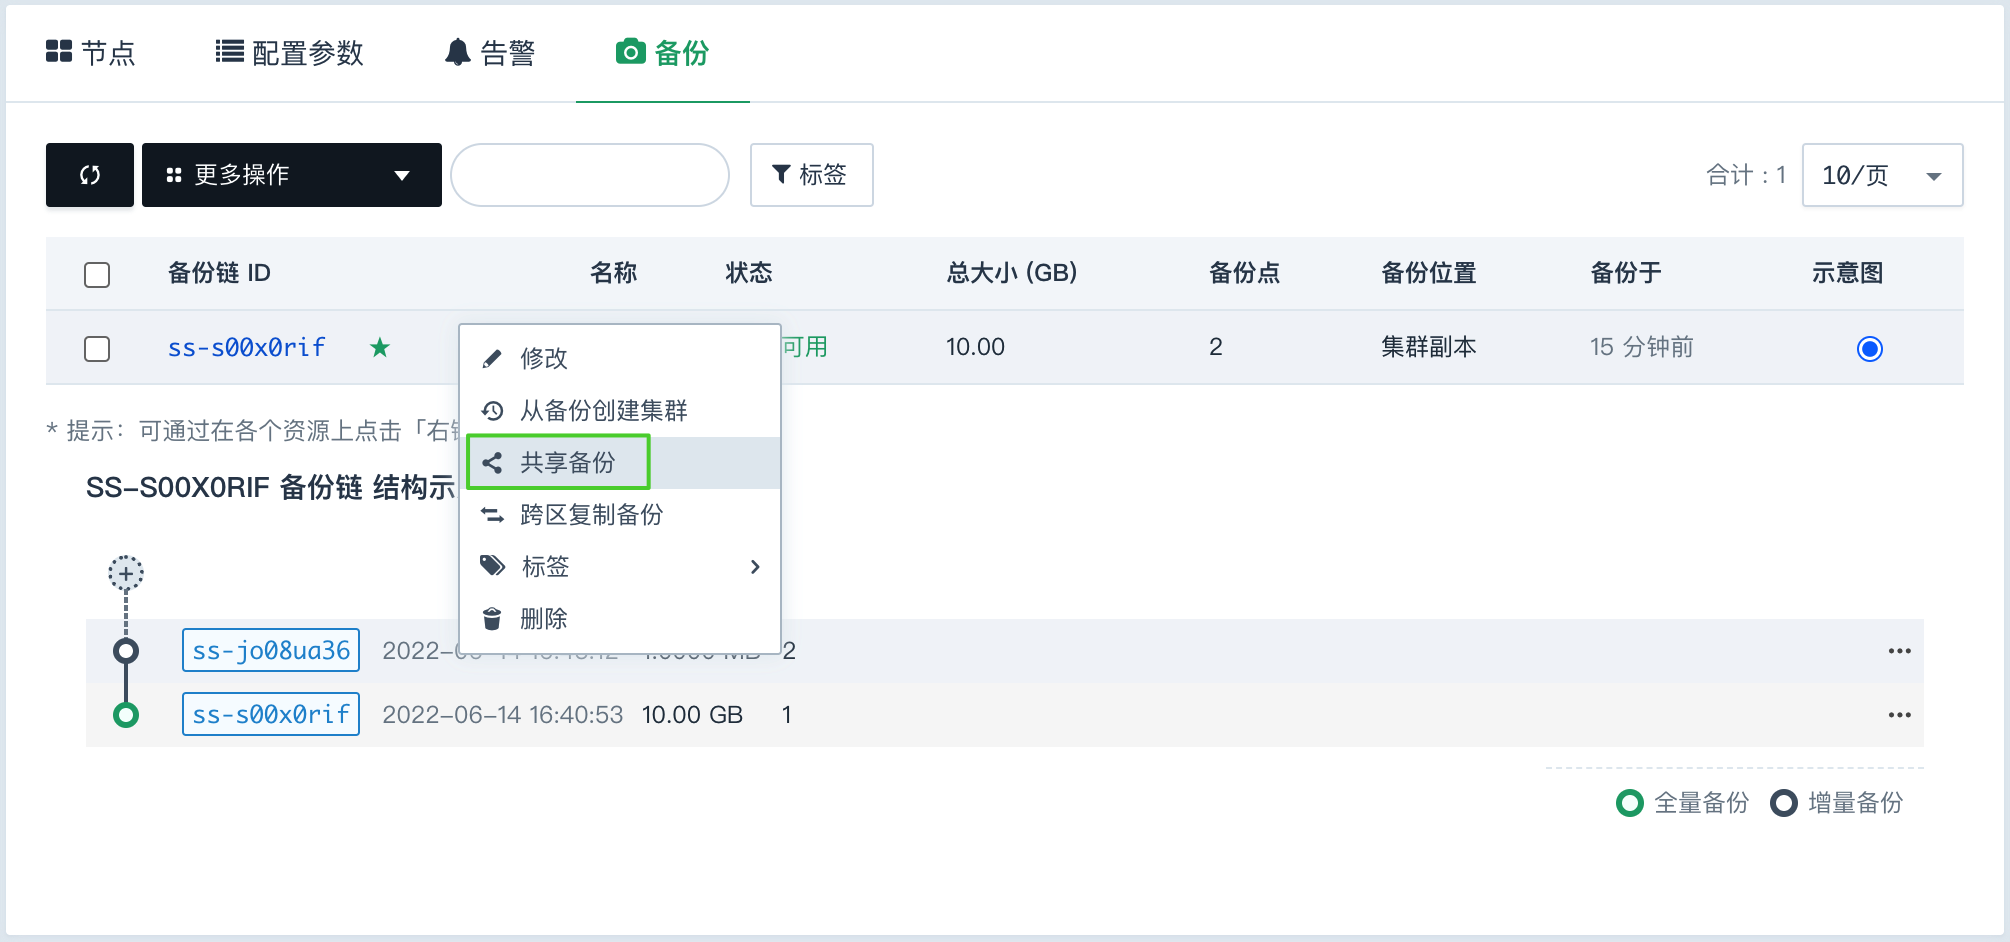 节点 配置参数 告警 备份
更多操作 标签 合计：1 10/页
备份链 ID 名称 状态 总大小 (GB) 备份点 备份位置 备份于 示意图
ss-s00x0rif 可用 10.00 2 集群副本 15 分钟前
修改
从备份创建集群
* 提示：可通过在各个资源上点击「右
共享备份
SS-S00X0RIF 备份链 结构示
跨区复制备份
标签
删除
ss-jo08ua36 2022- 2
ss-s00x0rif 2022-06-14 16:40:53 10.00 GB 1
全量备份 增量备份